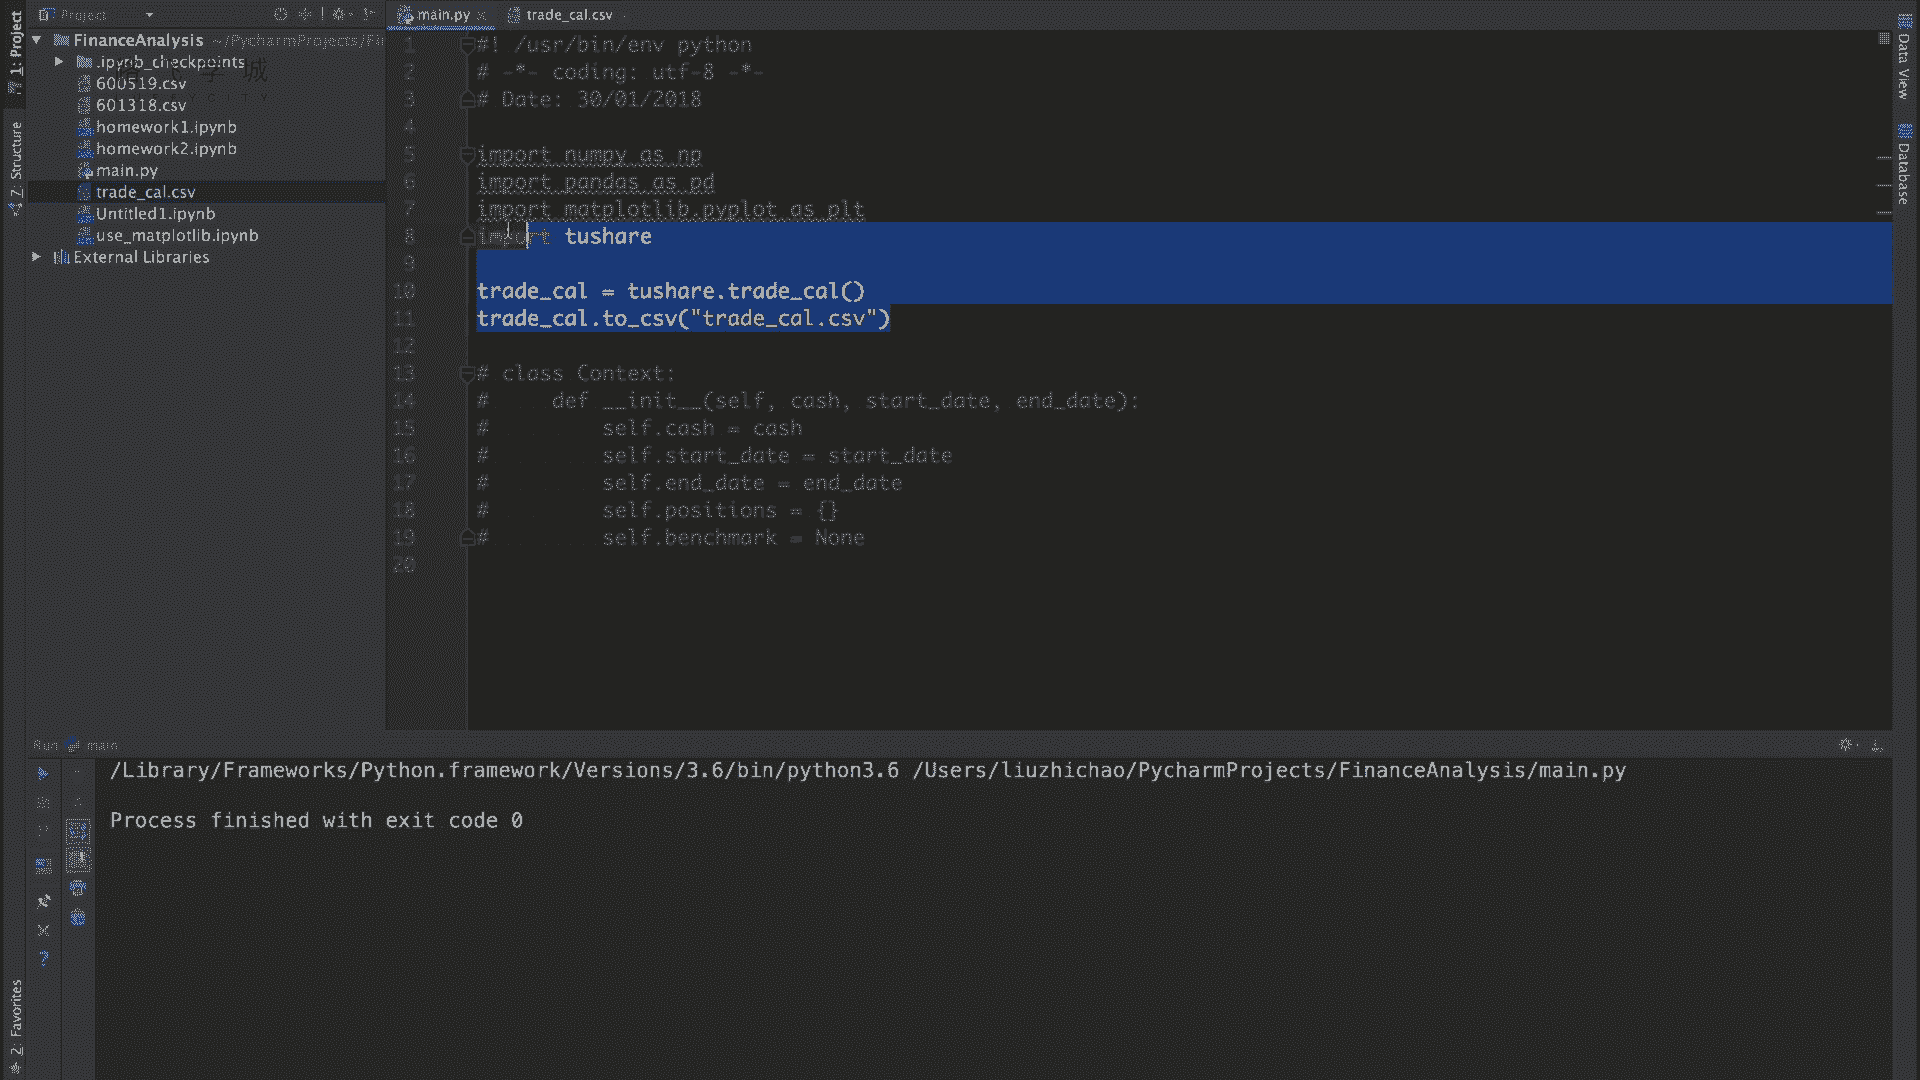 Project
main.py
trade_cal.csv
1: Project
FinanceAnalysis ~/PycharmProjects/Fi
.ipynb_checkpoints
600519.csv
601318.csv
homework1.ipynb
homework2.ipynb
main.py
trade_cal.csv
Untitled1.ipynb
use_matplotlib.ipynb
External Libraries
7: Structure
1 #! /usr/bin/env python
2 # -*- coding: utf-8 -*-
3 # Date: 30/01/2018
4
5 import numpy as np
6 import pandas as pd
7 import matplotlib.pyplot as plt
8 import tushare
9
10 trade_cal = tushare.trade_cal()
11 trade_cal.to_csv("trade_cal.csv")
12
13 # class Context:
14 #     def __init__(self, cash, start_date, end_date):
15 #         self.cash = cash
16 #         self.start_date = start_date
17 #         self.end_date = end_date
18 #         self.positions = {}
19 #         self.benchmark = None
20
Data View
Database
Run main
/Library/Frameworks/Python.framework/Versions/3.6/bin/python3.6 /Users/liuzhichao/PycharmProjects/FinanceAnalysis/main.py
Process finished with exit code 0
2: Favorites